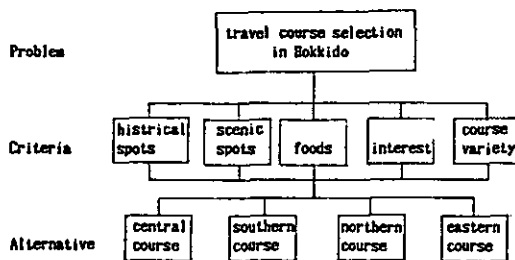 Problem
travel course selection
in Hokkido
Criteria
histrical
spots
scenic
spots
foods
interest
course
variety
Alternative
central
course
southern
course
northern
course
eastern
course